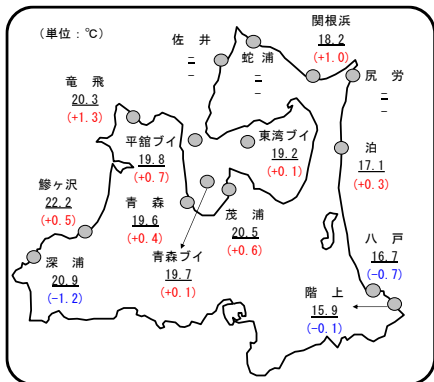 (単位：℃)
佐 井
-
-
蛇 浦
-
-
関根浜
18.2
(+1.0)
尻 労
-
-
竜 飛
20.3
(+1.3)
平舘ブイ
19.8
(+0.7)
東湾ブイ
19.2
(+0.1)
泊
17.1
(+0.3)
鰺ヶ沢
22.2
(+0.5)
青 森
19.6
(+0.4)
茂 浦
20.5
(+0.6)
八 戸
16.7
(-0.7)
深 浦
20.9
(-1.2)
青森ブイ
19.7
(+0.1)
階 上
15.9
(-0.1)